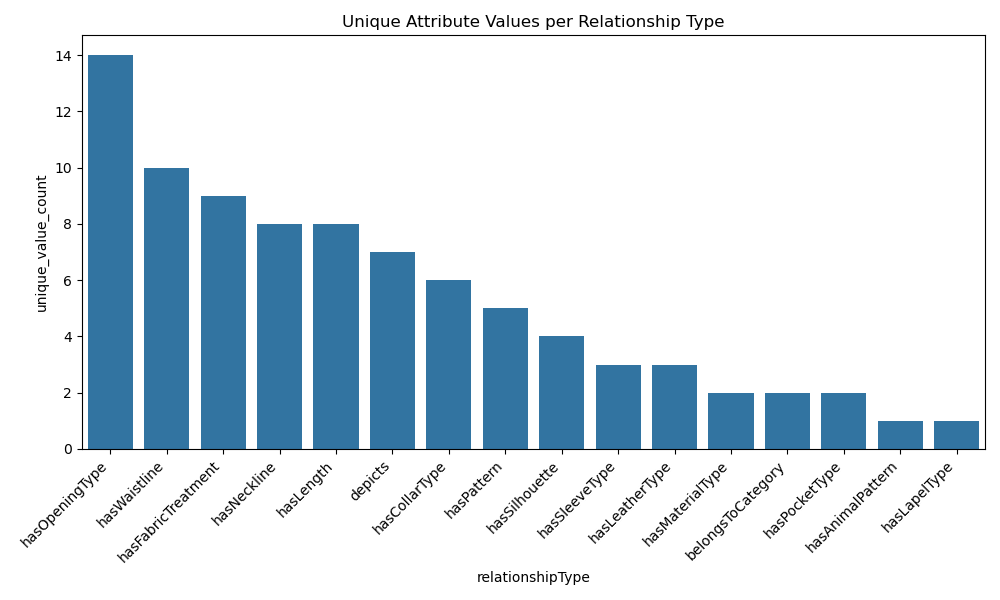 Unique Attribute Values per Relationship Type
unique_value_count
14
12
10
8
6
4
2
0
hasOpeningType
hasWaistline
hasFabricTreatment
hasNeckline
hasLength
depicts
hasCollarType
hasPattern
hasSilhouette
hasSleeveType
hasLeatherType
hasMaterialType
belongsToCategory
hasPocketType
hasAnimalPattern
hasLapelType
relationshipType